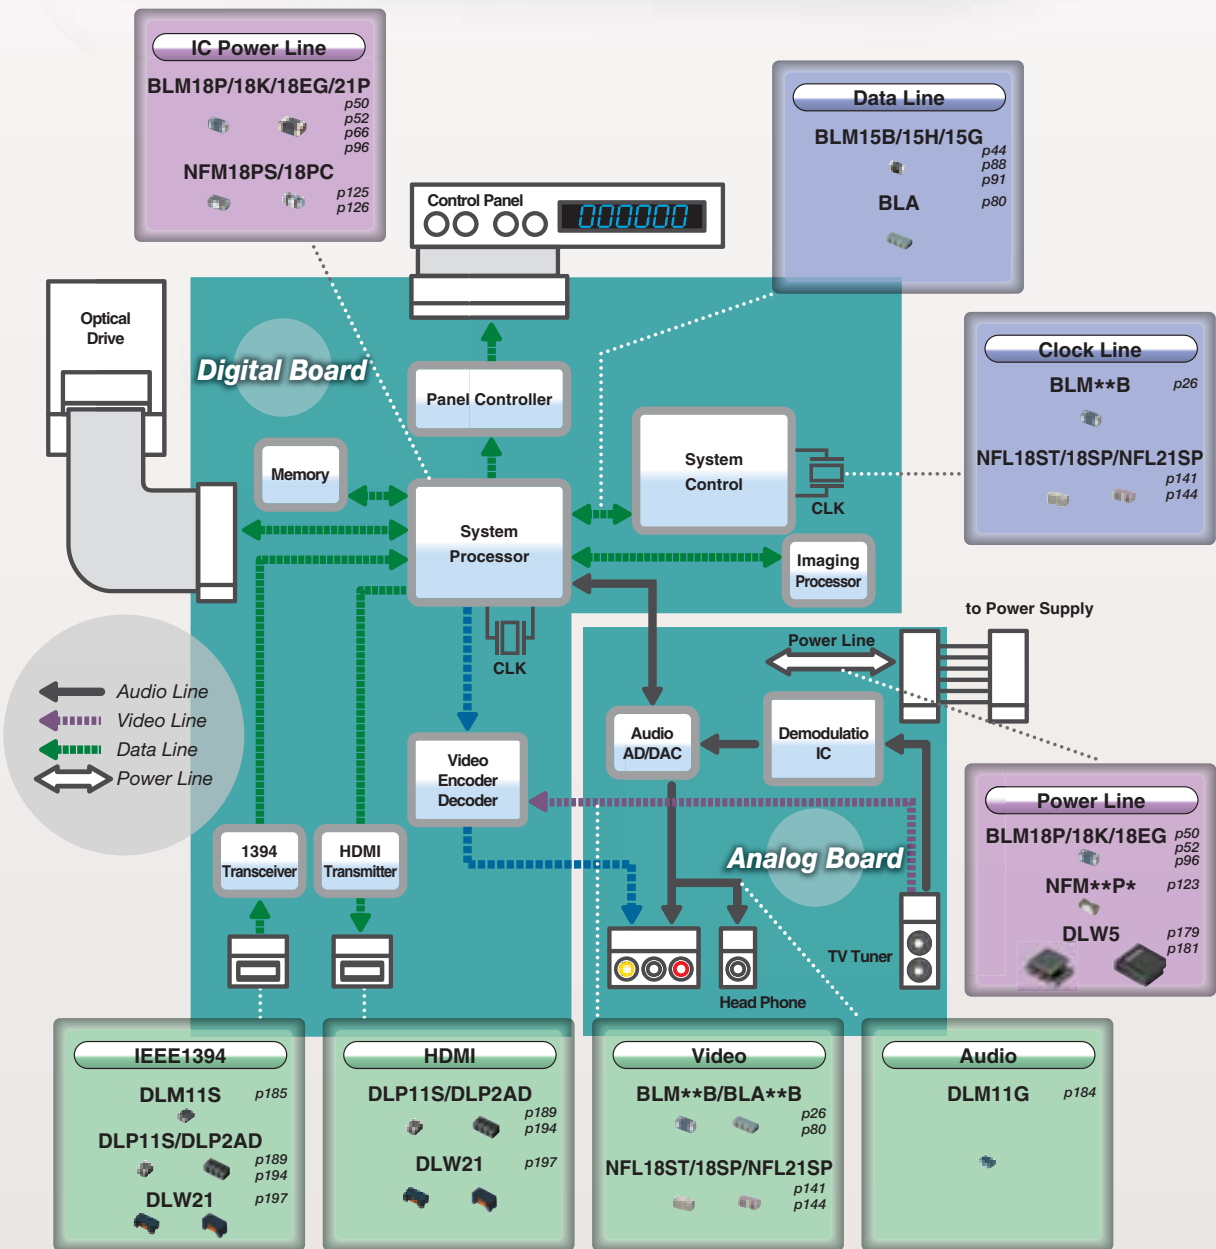 IC Power Line
BLM18P/18K/18EG/21P
p50
p52
p66
p96
NFM18PS/18PC
p125
p126
Data Line
BLM15B/15H/15G
p44
p88
p91
BLA
p80
Control Panel
000000
Optical
Drive
Digital Board
Panel Controller
Memory
System
Control
CLK
System
Processor
Imaging
Processor
CLK
Clock Line
BLM**B
p26
NFL18ST/18SP/NFL21SP
p141
p144
to Power Supply
Power Line
Audio Line
Video Line
Data Line
Power Line
Audio
AD/DAC
Demodulatio
IC
Video
Encoder
Decoder
1394
Transceiver
HDMI
Transmitter
Analog Board
TV Tuner
Head Phone
Power Line
BLM18P/18K/18EG
p50
p52
p96
NFM**P*
p123
DLW5
p179
p181
IEEE1394
DLM11S
p185
DLP11S/DLP2AD
p189
p194
DLW21
p197
HDMI
DLP11S/DLP2AD
p189
p194
DLW21
p197
Video
BLM**B/BLA**B
p26
p80
NFL18ST/18SP/NFL21SP
p141
p144
Audio
DLM11G
p184